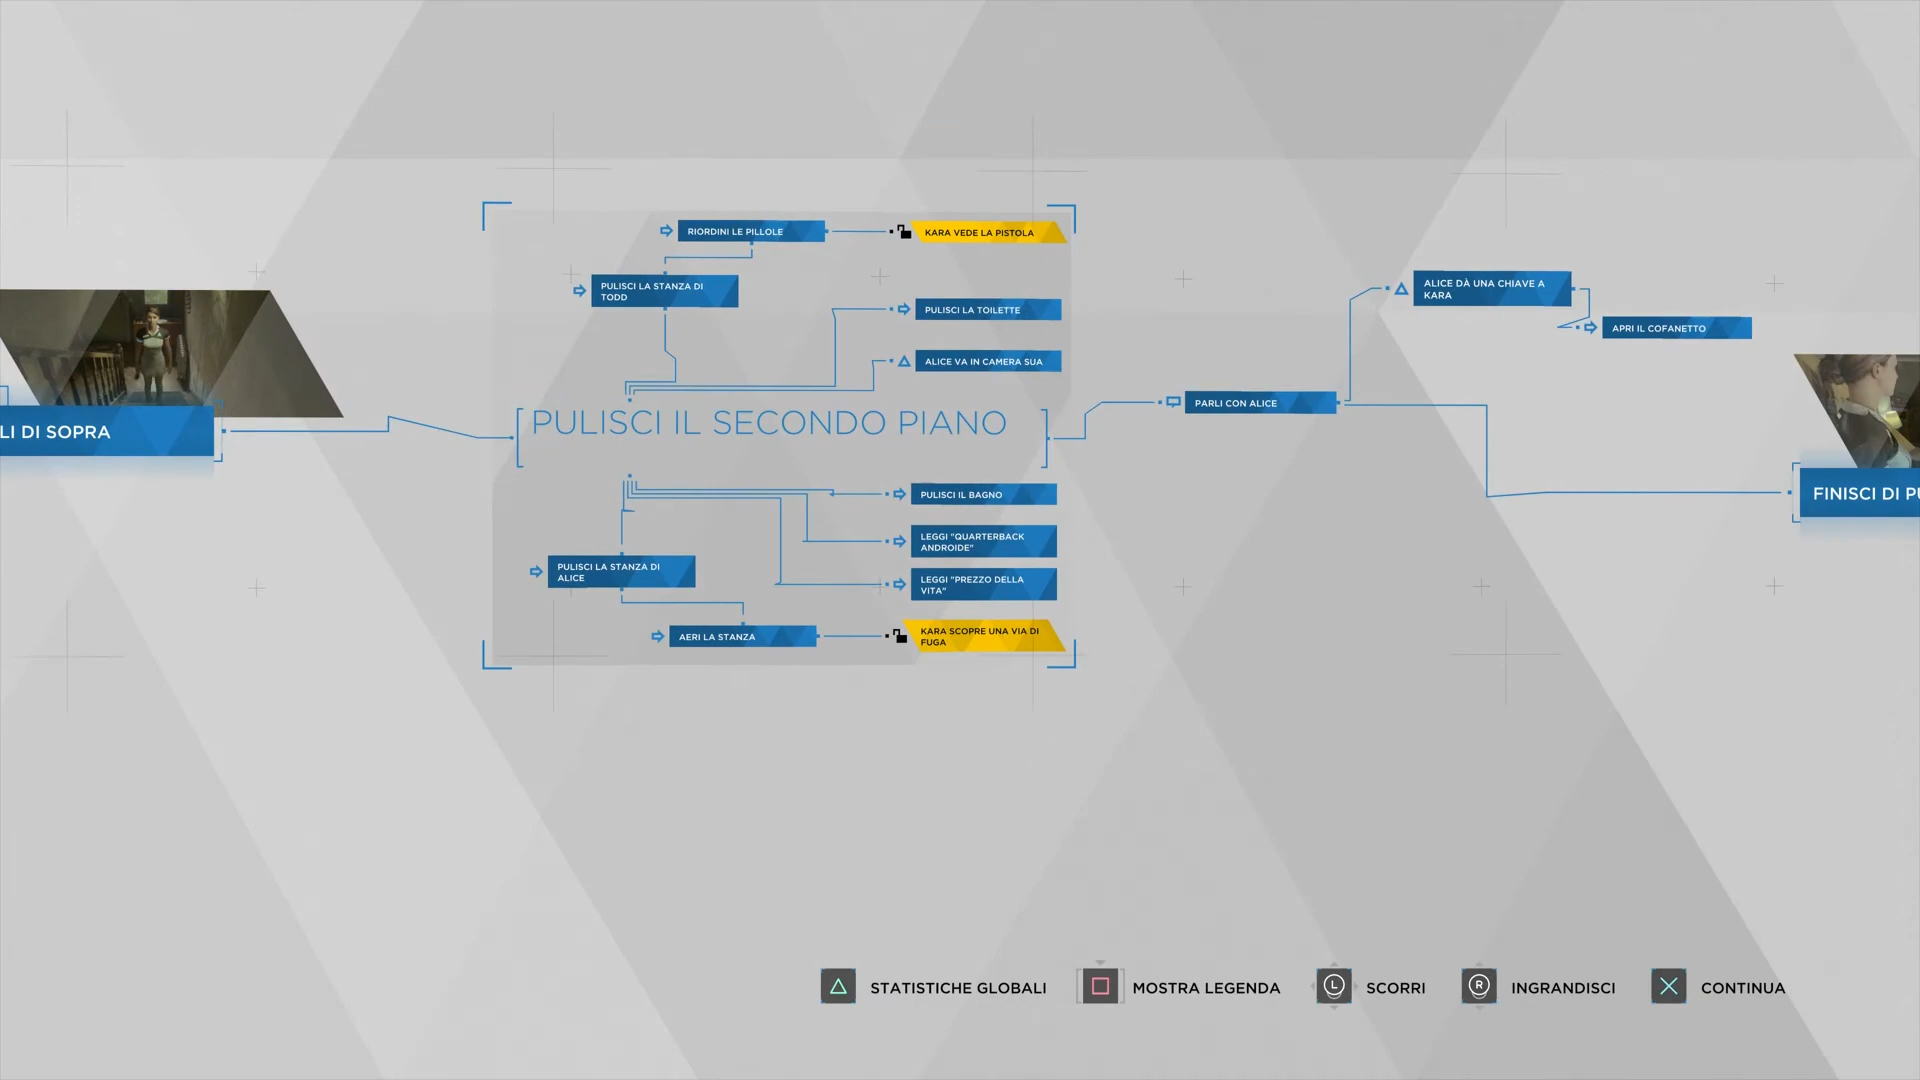 RIORDINI LE PILLOLE
KARA VEDE LA PISTOLA
PULISCI LA STANZA DI
TODD
PULISCI LA TOILETTE
ALICE VA IN CAMERA SUA
ALICE DÀ UNA CHIAVE A
KARA
APRI IL COFANETTO
LI DI SOPRA
PULISCI IL SECONDO PIANO
PARLI CON ALICE
PULISCI IL BAGNO
FINISCI DI PU
LEGGI "QUARTERBACK
ANDROIDE"
PULISCI LA STANZA DI
ALICE
LEGGI "PREZZO DELLA
VITA"
AERI LA STANZA
KARA SCOPRE UNA VIA DI
FUGA
STATISTICHE GLOBALI
MOSTRA LEGENDA
L
SCORRI
R
INGRANDISCI
CONTINUA